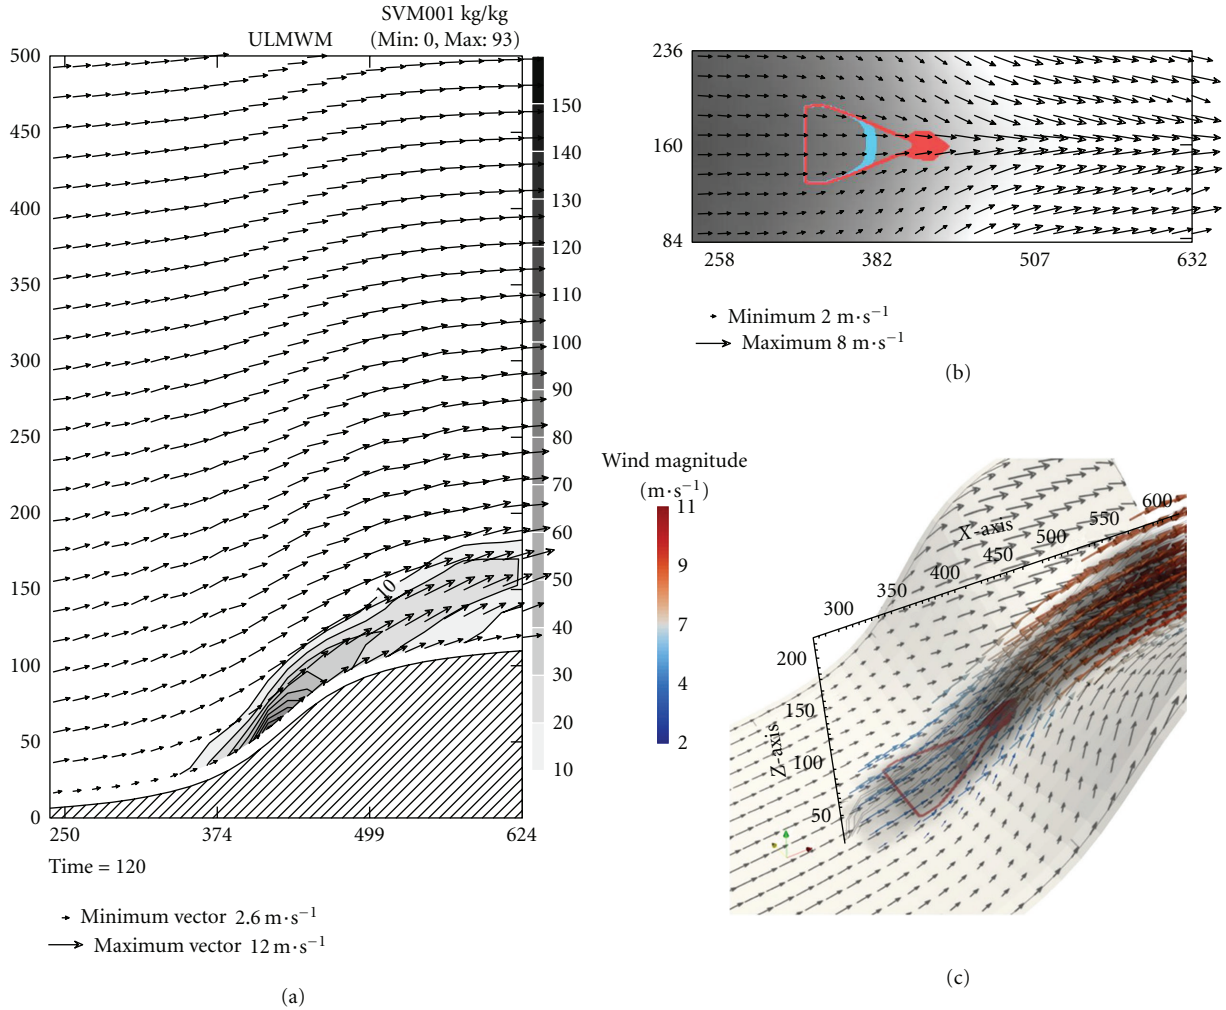 SVM001 kg/kg
ULMWM (Min: 0, Max: 93)
500
450
400
350
300
250
200
150
100
50
0
250 374 499 624
150
140
130
120
110
100
90
80
70
60
50
40
30
20
10
10
Time = 120
Minimum vector 2.6 m·s−1
Maximum vector 12 m·s−1
(a)
236
160
84
258 382 507 632
Minimum 2 m·s−1
Maximum 8 m·s−1
(b)
Wind magnitude
(m·s−1)
11
9
7
4
2
X-axis
300 350 400 450 500 550 600
Z-axis
200
150
100
50
(c)